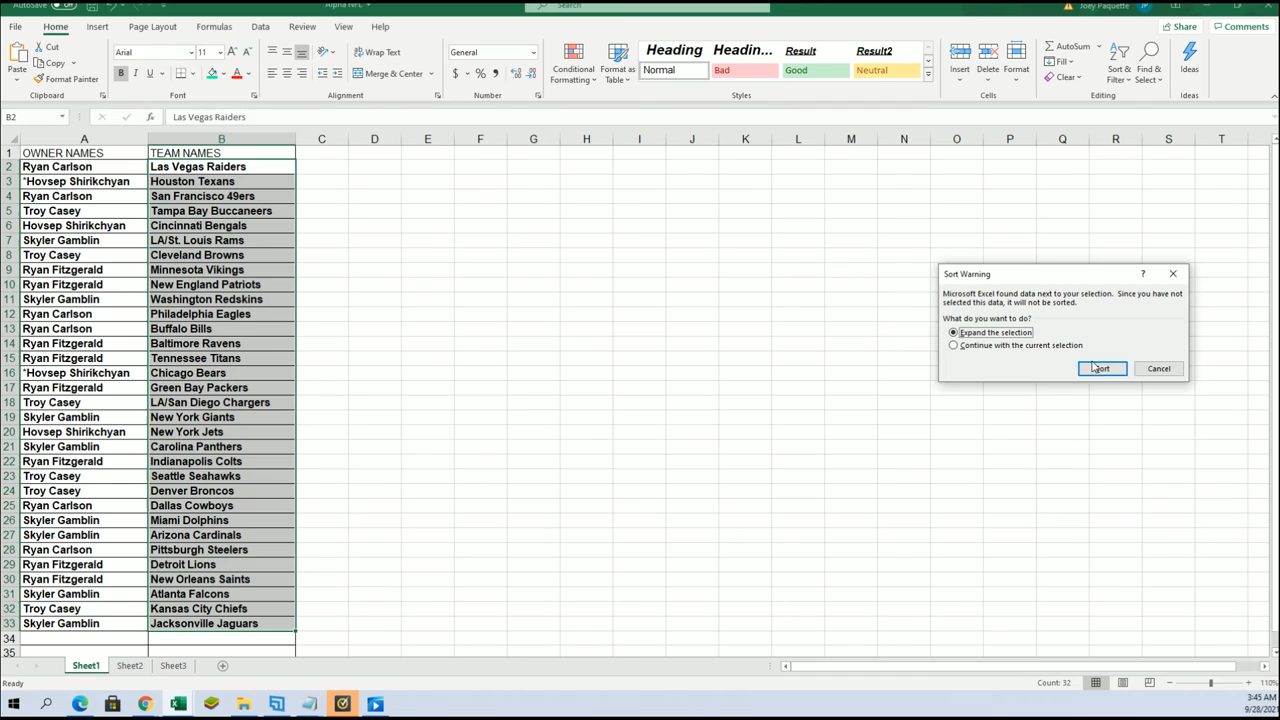 AutoSave Off
Alpha NFL
Search
Joey Paquette
File Home Insert Page Layout Formulas Data Review View Help
Share Comments
Paste
Cut
Copy
Format Painter
Clipboard
Arial 11
B I U
Font
Wrap Text
Merge & Center
Alignment
General
$ % 9
Number
Conditional Formatting
Format as Table
Heading Headin... Result Result2
Normal Bad Good Neutral
Styles
Insert Delete Format
Cells
AutoSum
Fill
Clear
Sort & Filter
Find & Select
Editing
Ideas
Ideas
B2 fx Las Vegas Raiders
A B C D E F G H I J K L M N O P Q R S T
1 OWNER NAMES TEAM NAMES
2 Ryan Carlson Las Vegas Raiders
3 *Hovsep Shirikchyan Houston Texans
4 Ryan Carlson San Francisco 49ers
5 Troy Casey Tampa Bay Buccaneers
6 Hovsep Shirikchyan Cincinnati Bengals
7 Skyler Gamblin LA/St. Louis Rams
8 Troy Casey Cleveland Browns
9 Ryan Fitzgerald Minnesota Vikings
10 Ryan Fitzgerald New England Patriots
11 Skyler Gamblin Washington Redskins
12 Ryan Carlson Philadelphia Eagles
13 Ryan Carlson Buffalo Bills
14 Ryan Fitzgerald Baltimore Ravens
15 Ryan Fitzgerald Tennessee Titans
16 *Hovsep Shirikchyan Chicago Bears
17 Ryan Fitzgerald Green Bay Packers
18 Troy Casey LA/San Diego Chargers
19 Skyler Gamblin New York Giants
20 Hovsep Shirikchyan New York Jets
21 Skyler Gamblin Carolina Panthers
22 Ryan Fitzgerald Indianapolis Colts
23 Troy Casey Seattle Seahawks
24 Troy Casey Denver Broncos
25 Ryan Carlson Dallas Cowboys
26 Skyler Gamblin Miami Dolphins
27 Skyler Gamblin Arizona Cardinals
28 Ryan Carlson Pittsburgh Steelers
29 Ryan Fitzgerald Detroit Lions
30 Ryan Fitzgerald New Orleans Saints
31 Skyler Gamblin Atlanta Falcons
32 Troy Casey Kansas City Chiefs
33 Skyler Gamblin Jacksonville Jaguars
34
35
Sort Warning ?
Microsoft Excel found data next to your selection. Since you have not
selected this data, it will not be sorted.
What do you want to do?
Expand the selection
Continue with the current selection
Sort Cancel
Sheet1 Sheet2 Sheet3
Ready
Count: 32
110%
3:45 AM